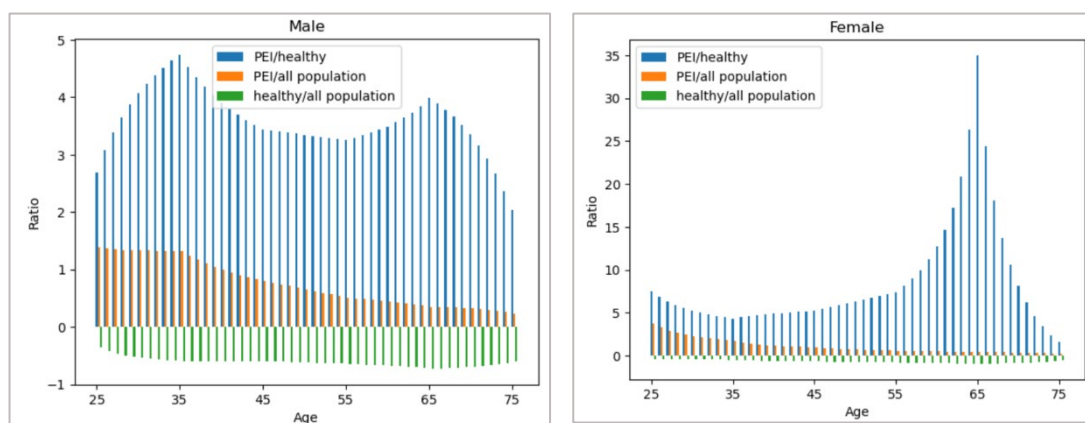 Male
PEI/healthy
PEI/all population
healthy/all population
5
4
3
2
1
0
−1
Ratio
25 35 45 55 65 75
Age
Female
PEI/healthy
PEI/all population
healthy/all population
35
30
25
20
15
10
5
0
Ratio
25 35 45 55 65 75
Age